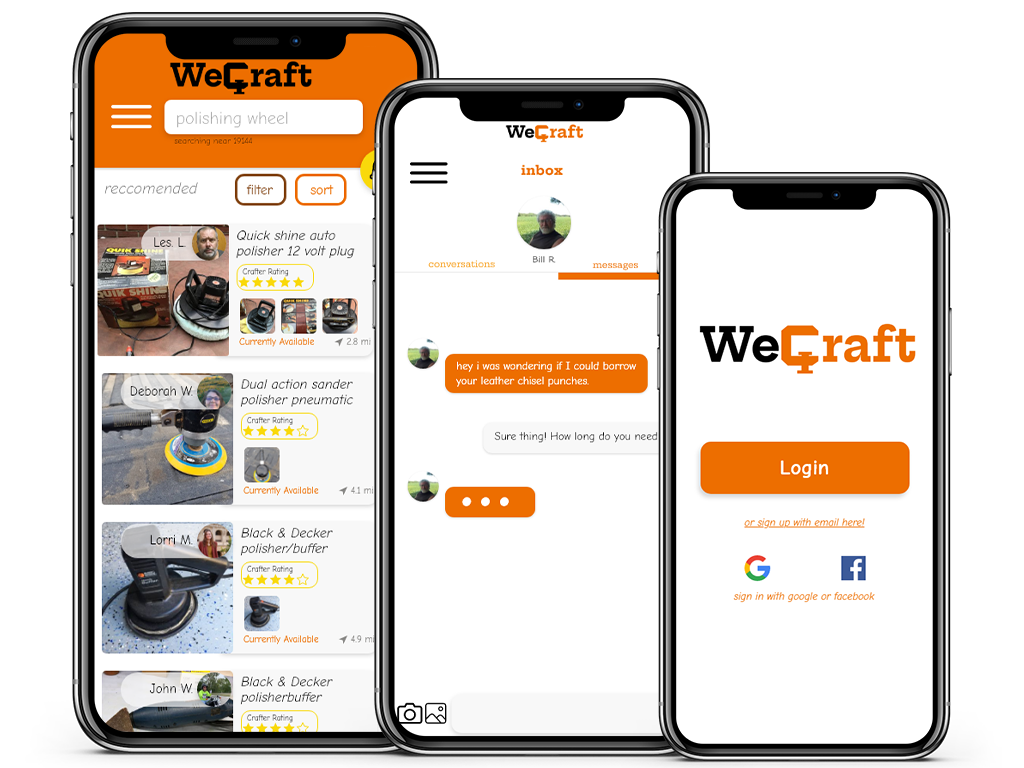 WeCraft
polishing wheel
searching near 19144
reccomended
filter
sort
Les. L.
QUIK SHINE
Quick shine auto
polisher 12 volt plug
Crafter Rating
Currently Available
2.8 mi
Deborah W.
Dual action sander
polisher pneumatic
Crafter Rating
Currently Available
4.1 mi
Lorri M.
Black & Decker
polisher/buffer
Crafter Rating
Currently Available
4.9 mi
John W.
Black & Decker
polisherbuffer
Crafter Rating
WeCraft
inbox
Bill R.
conversations
messages
hey i was wondering if I could borrow
your leather chisel punches.
Sure thing! How long do you need
WeCraft
Login
or sign up with email here!
sign in with google or facebook